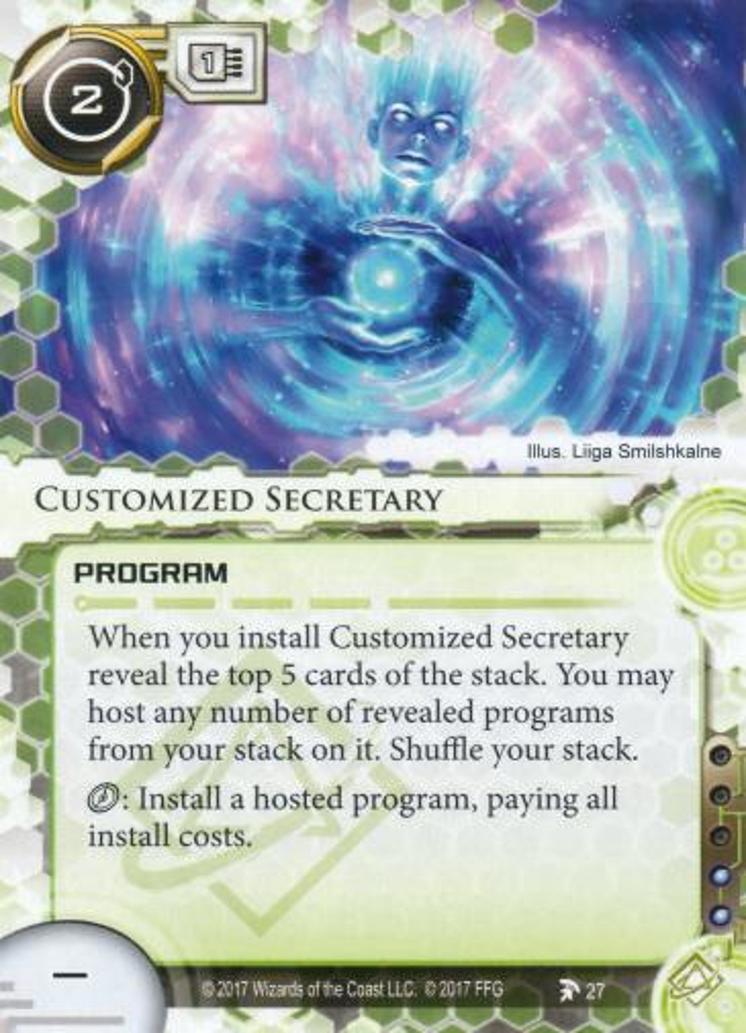 2
1
Illus. Liiga Smilshkalne
CUSTOMIZED SECRETARY
PROGRAM
When you install Customized Secretary
reveal the top 5 cards of the stack. You may
host any number of revealed programs
from your stack on it. Shuffle your stack.
: Install a hosted program, paying all
install costs.
–
© 2017 Wizards of the Coast LLC. © 2017 FFG 27